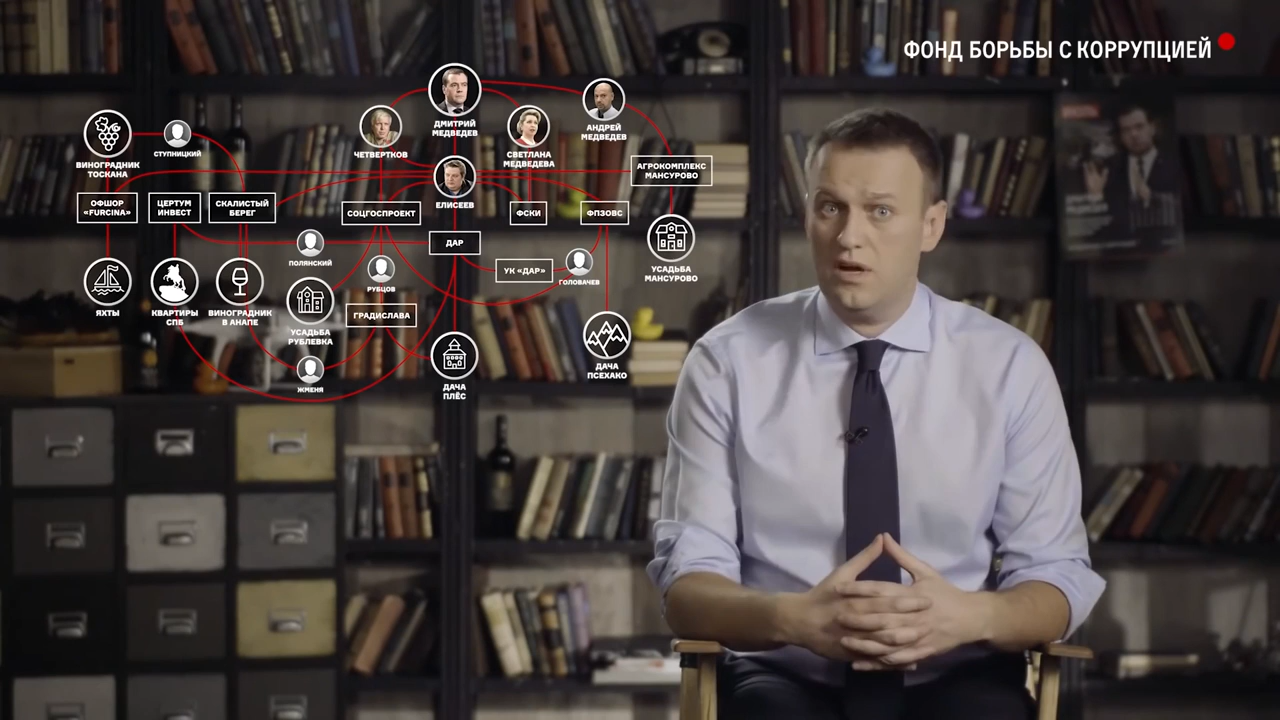 ФОНД БОРЬБЫ С КОРРУПЦИЕЙ
ДМИТРИЙ
МЕДВЕДЕВ
АНДРЕЙ
МЕДВЕДЕВ
ЧЕТВЕРТКОВ
СВЕТЛАНА
МЕДВЕДЕВА
СТУПНИЦКИЙ
ВИНОГРАДНИК
ТОСКАНА
АГРОКОМПЛЕКС
МАНСУРОВО
ЕЛИСЕЕВ
ОФШОР
«FURCINA»
ЦЕРТУМ
ИНВЕСТ
СКАЛИСТЫЙ
БЕРЕГ
СОЦГОСПРОЕКТ
ФСКИ
ФПЗОВС
ДАР
ПОЛЯНСКИЙ
УК «ДАР»
ГОЛОВАЧЕВ
УСАДЬБА
МАНСУРОВО
РУБЦОВ
ЯХТЫ
КВАРТИРЫ
СПБ
ВИНОГРАДНИК
В АНАПЕ
УСАДЬБА
РУБЛЕВКА
ГРАДИСЛАВА
ДАЧА
ПСЕХАКО
ЖМЕНЯ
ДАЧА
ПЛЁС